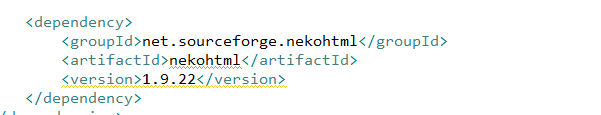 <dependency>
<groupId>net.sourceforge.nekohtml</groupId>
<artifactId>nekohtml</artifactId>
<version>1.9.22</version>
</dependency>